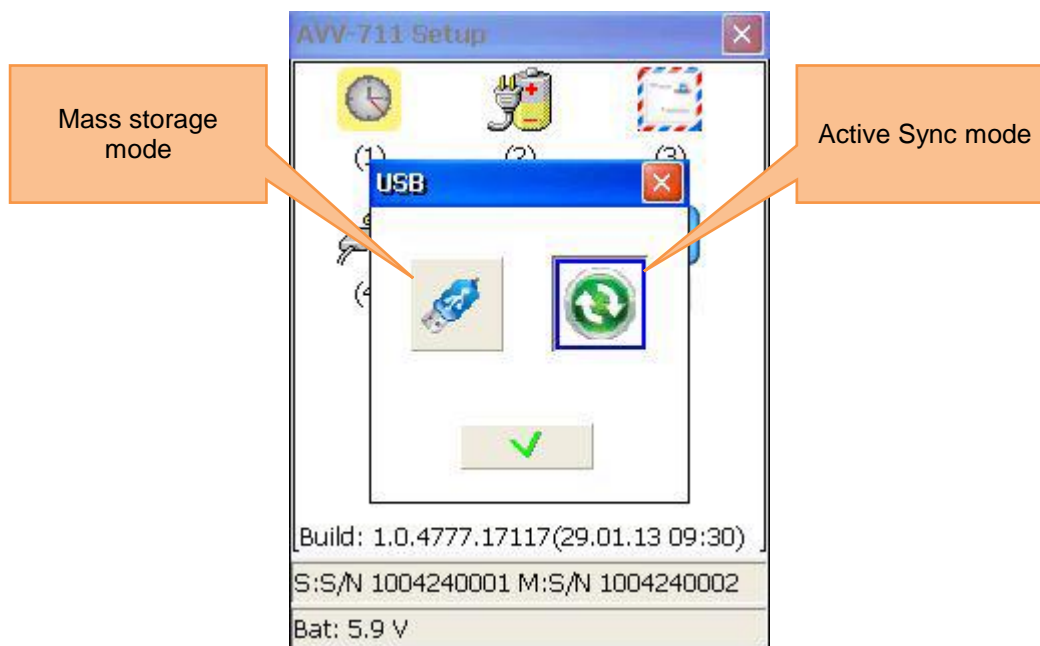 AVV-711 Setup
Mass storage
mode
Active Sync mode
(1)
(2)
(3)
USB
(4
Build: 1.0.4777.17117(29.01.13 09:30)
S:S/N 1004240001 M:S/N 1004240002
Bat: 5.9 V